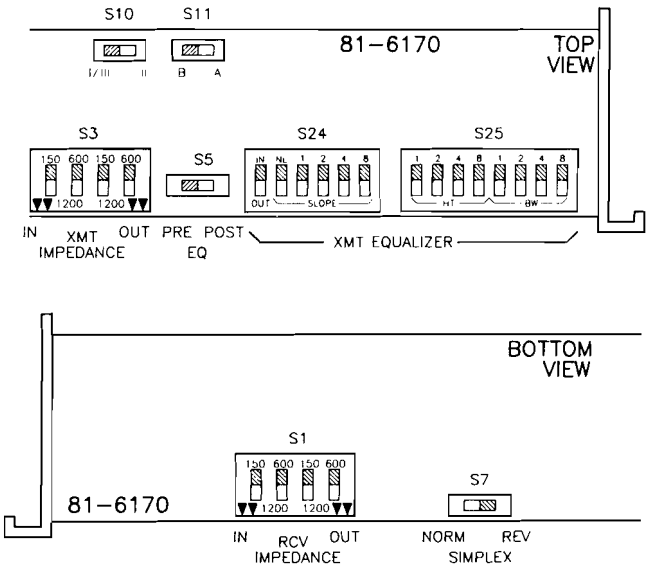 S10 S11
81-6170 TOP
VIEW
I/III II B A
S3 S5 S24 S25
150 600 150 600 IN NL 1 2 4 8 1 2 4 8 1 2 4 8
1200 1200 OUT SLOPE HT BW
IN XMT OUT PRE POST XMT EQUALIZER
IMPEDANCE EQ
BOTTOM
VIEW
S1
150 600 150 600 S7
81-6170 1200 1200
IN RCV OUT NORM REV
IMPEDANCE SIMPLEX